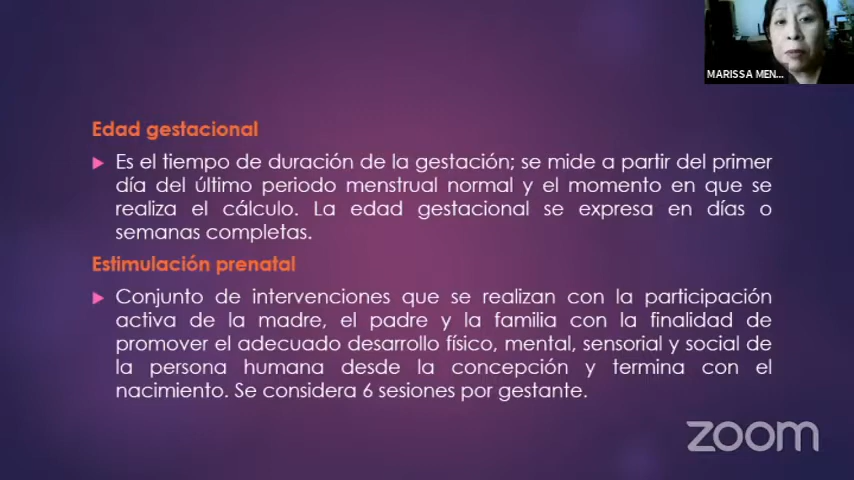 MARISSA MEN...
Edad gestacional
Es el tiempo de duración de la gestación; se mide a partir del primer
día del último periodo menstrual normal y el momento en que se
realiza el cálculo. La edad gestacional se expresa en días o
semanas completas.
Estimulación prenatal
Conjunto de intervenciones que se realizan con la participación
activa de la madre, el padre y la familia con la finalidad de
promover el adecuado desarrollo físico, mental, sensorial y social de
la persona humana desde la concepción y termina con el
nacimiento. Se considera 6 sesiones por gestante.
zoom